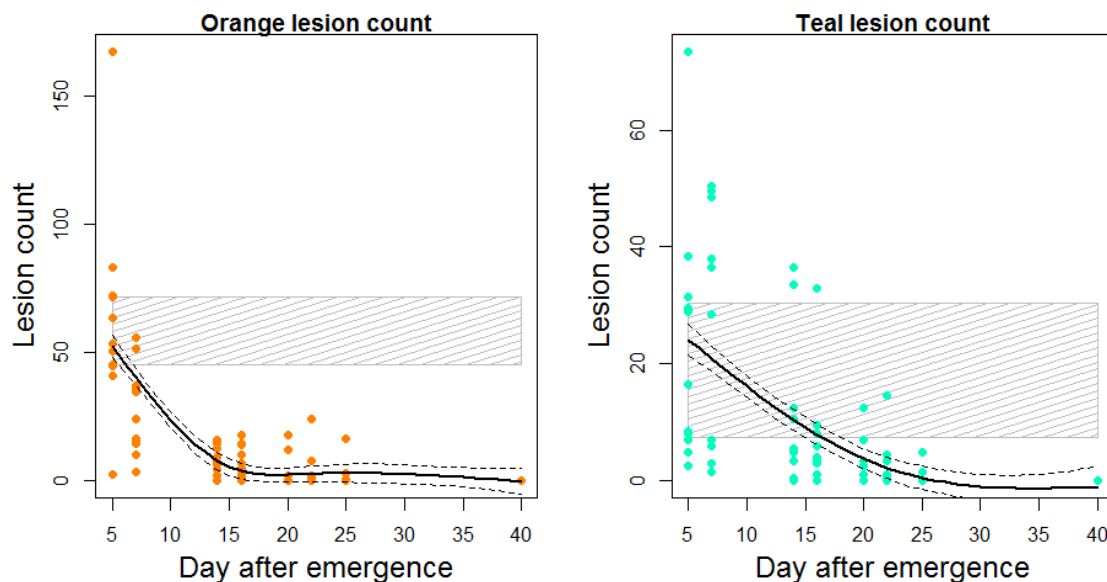 Orange lesion count
Lesion count
150
100
50
0
5 10 15 20 25 30 35 40
Day after emergence
Teal lesion count
Lesion count
60
40
20
0
5 10 15 20 25 30 35 40
Day after emergence